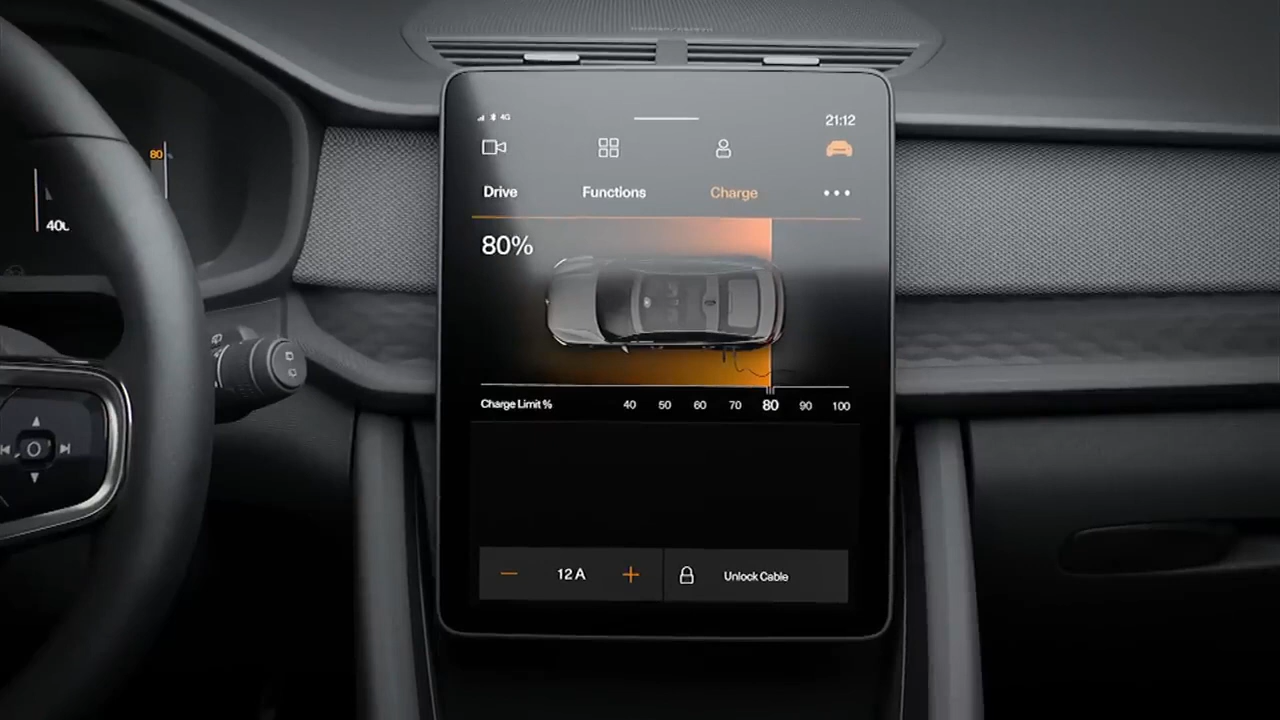 4G
21:12
80
Drive Functions Charge
80%
Charge Limit % 40 50 60 70 80 90 100
12 A Unlock Cable